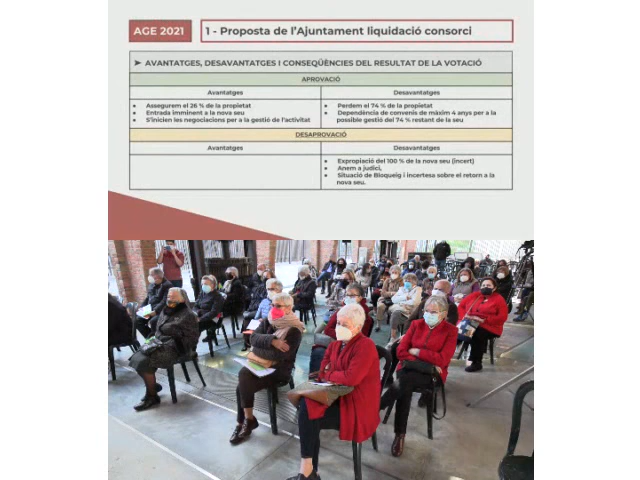 AGE 2021
1 - Proposta de l'Ajuntament liquidació consorci
➤ AVANTATGES, DESAVANTATGES I CONSEQÜÈNCIES DEL RESULTAT DE LA VOTACIÓ
APROVACIÓ
Avantatges
Desavantatges
• Assegurem el 26 % de la propietat
• Entrada imminent a la nova seu
• S'inicien les negociacions per a la gestió de l'activitat
• Perdem el 74 % de la propietat
• Dependència de convenis de màxim 4 anys per a la
possible gestió del 74 % restant de la seu
DESAPROVACIÓ
Avantatges
Desavantatges
• Expropiació del 100 % de la nova seu (incert)
• Anem a judici,
• Situació de Bloqueig i incertesa sobre el retorn a la
nova seu.